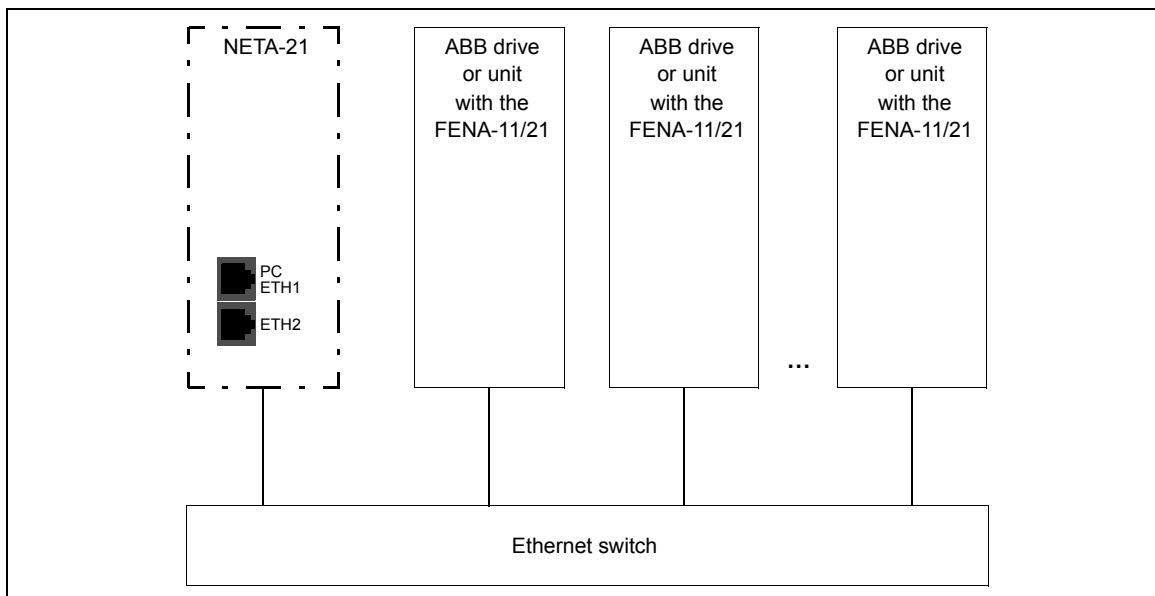 NETA-21
PC
ETH1
ETH2
ABB drive
or unit
with the
FENA-11/21
ABB drive
or unit
with the
FENA-11/21
...
ABB drive
or unit
with the
FENA-11/21
Ethernet switch